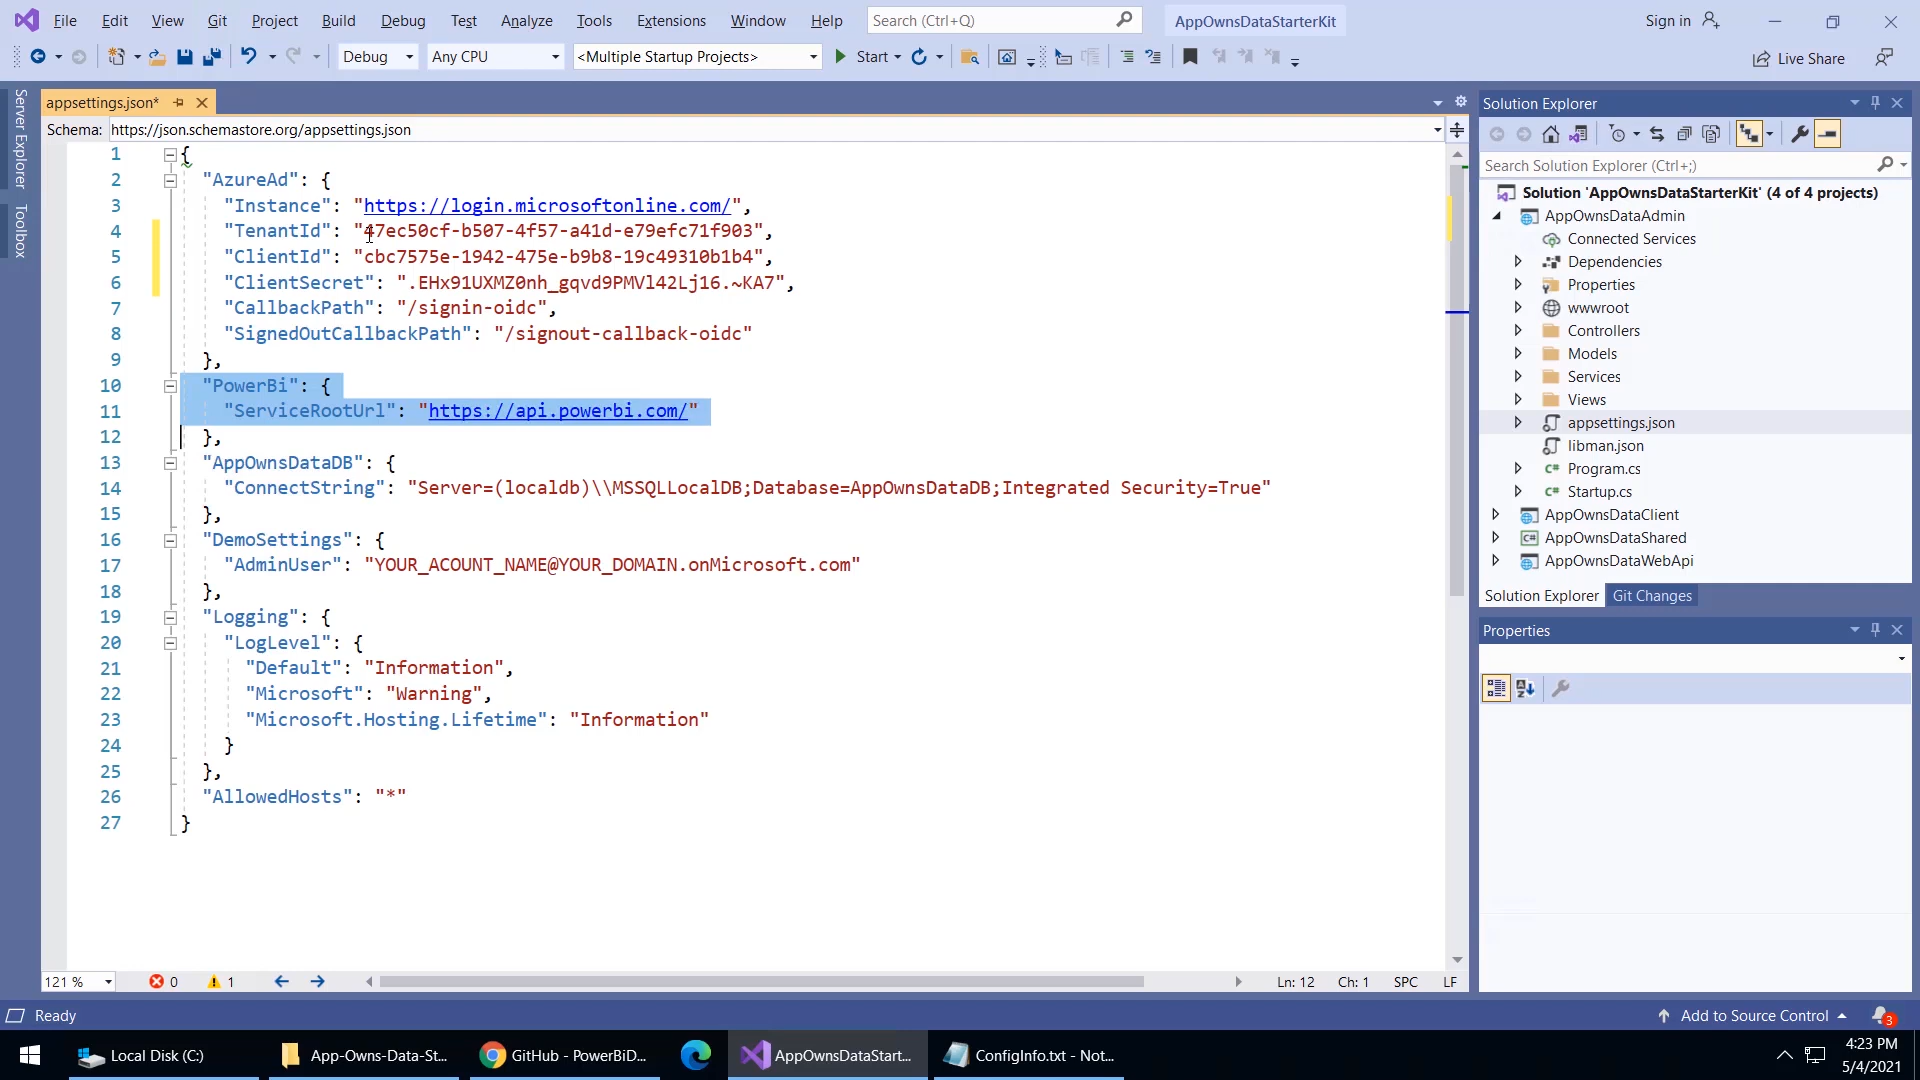 File Edit View Git Project Build Debug Test Analyze Tools Extensions Window Help Search (Ctrl+Q) AppOwnsDataStarterKit Sign in
Debug Any CPU <Multiple Startup Projects> Start Live Share
Server Explorer
Toolbox
appsettings.json*
Schema: https://json.schemastore.org/appsettings.json
1 {
2 "AzureAd": {
3 "Instance": "https://login.microsoftonline.com/",
4 "TenantId": "47ec50cf-b507-4f57-a41d-e79efc71f903",
5 "ClientId": "cbc7575e-1942-475e-b9b8-19c49310b1b4",
6 "ClientSecret": ".EHx91UXMZ0nh_gqvd9PMVl42Lj16.~KA7",
7 "CallbackPath": "/signin-oidc",
8 "SignedOutCallbackPath": "/signout-callback-oidc"
9 },
10 "PowerBi": {
11 "ServiceRootUrl": "https://api.powerbi.com/"
12 },
13 "AppOwnsDataDB": {
14 "ConnectString": "Server=(localdb)\\MSSQLLocalDB;Database=AppOwnsDataDB;Integrated Security=True"
15 },
16 "DemoSettings": {
17 "AdminUser": "YOUR_ACOUNT_NAME@YOUR_DOMAIN.onMicrosoft.com"
18 },
19 "Logging": {
20 "LogLevel": {
21 "Default": "Information",
22 "Microsoft": "Warning",
23 "Microsoft.Hosting.Lifetime": "Information"
24 }
25 },
26 "AllowedHosts": "*"
27 }
121 % 0 1 Ln: 12 Ch: 1 SPC LF
Solution Explorer
Search Solution Explorer (Ctrl+;)
Solution 'AppOwnsDataStarterKit' (4 of 4 projects)
AppOwnsDataAdmin
Connected Services
Dependencies
Properties
wwwroot
Controllers
Models
Services
Views
appsettings.json
libman.json
C# Program.cs
C# Startup.cs
AppOwnsDataClient
C# AppOwnsDataShared
AppOwnsDataWebApi
Solution Explorer Git Changes
Properties
Ready Add to Source Control 3
Local Disk (C:) App-Owns-Data-St... GitHub - PowerBiD... AppOwnsDataStart... ConfigInfo.txt - Not... 4:23 PM
5/4/2021